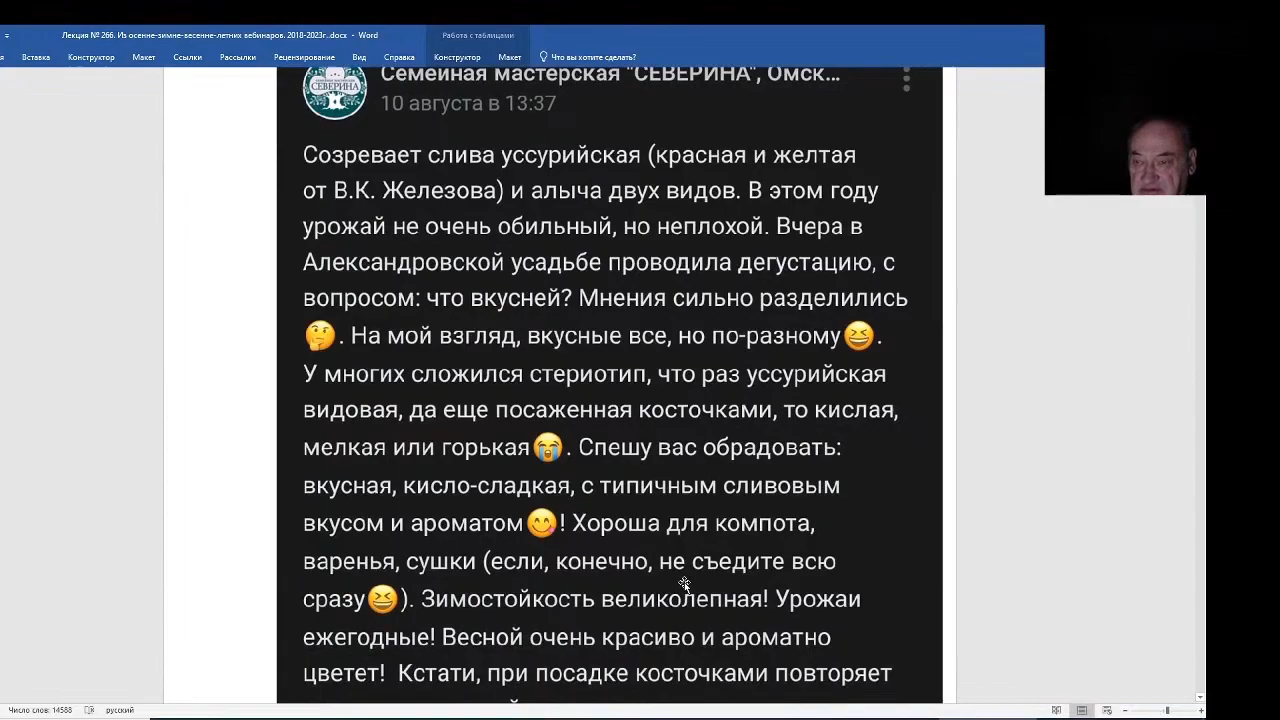 Лекция № 266. Из осенне-зимне-весенне-летних вебинаров. 2018-2023г..docx - Word
Работа с таблицами
Вставка Конструктор Макет Ссылки Рассылки Рецензирование Вид Справка Конструктор Макет Что вы хотите сделать?
Семейная мастерская "СЕВЕРИНА", Омск...
СЕВЕРИНА
10 августа в 13:37
Созревает слива уссурийская (красная и желтая
от В.К. Железова) и алыча двух видов. В этом году
урожай не очень обильный, но неплохой. Вчера в
Александровской усадьбе проводила дегустацию, с
вопросом: что вкусней? Мнения сильно разделились
🤔. На мой взгляд, вкусные все, но по-разному😆.
У многих сложился стериотип, что раз уссурийская
видовая, да еще посаженная косточками, то кислая,
мелкая или горькая😭. Спешу вас обрадовать:
вкусная, кисло-сладкая, с типичным сливовым
вкусом и ароматом😋! Хороша для компота,
варенья, сушки (если, конечно, не съедите всю
сразу😆). Зимостойкость великолепная! Урожаи
ежегодные! Весной очень красиво и ароматно
цветет! Кстати, при посадке косточками повторяет
Число слов: 14588 русский